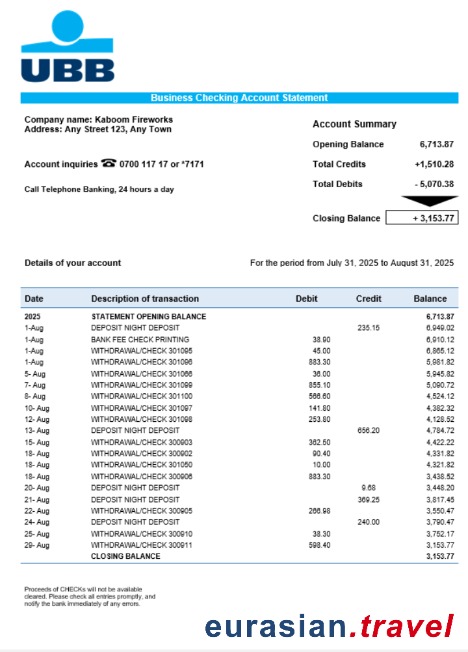 UBB
Business Checking Account Statement
Company name: Kaboom Fireworks
Address: Any Street 123, Any Town
Account inquiries ☎ 0700 117 17 or *7171
Call Telephone Banking, 24 hours a day
Account Summary
Opening Balance 6,713.87
Total Credits +1,510.28
Total Debits - 5,070.38
Closing Balance + 3,153.77
Details of your account For the period from July 31, 2025 to August 31, 2025
Date Description of transaction Debit Credit Balance
2025 STATEMENT OPENING BALANCE 6,713.87
1-Aug DEPOSIT NIGHT DEPOSIT 235.15 6,949.02
1-Aug BANK FEE CHECK PRINTING 38.90 6,910.12
1-Aug WITHDRAWAL/CHECK 301095 45.00 6,865.12
1-Aug WITHDRAWAL/CHECK 301096 883.30 5,981.82
5- Aug WITHDRAWAL/CHECK 301066 36.00 5,945.82
7- Aug WITHDRAWAL/CHECK 301099 855.10 5,090.72
8- Aug WITHDRAWAL/CHECK 301100 566.60 4,524.12
10- Aug WITHDRAWAL/CHECK 301097 141.80 4,382.32
12- Aug WITHDRAWAL/CHECK 301098 253.80 4,128.52
13- Aug DEPOSIT NIGHT DEPOSIT 656.20 4,784.72
15- Aug WITHDRAWAL/CHECK 300903 362.50 4,422.22
18- Aug WITHDRAWAL/CHECK 300902 90.40 4,331.82
18- Aug WITHDRAWAL/CHECK 301050 10.00 4,321.82
18- Aug WITHDRAWAL/CHECK 300906 883.30 3,438.52
20- Aug DEPOSIT NIGHT DEPOSIT 9.68 3,448.20
21- Aug DEPOSIT NIGHT DEPOSIT 369.25 3,817.45
22- Aug WITHDRAWAL/CHECK 300905 266.98 3,550.47
24- Aug DEPOSIT NIGHT DEPOSIT 240.00 3,790.47
25- Aug WITHDRAWAL/CHECK 300910 38.30 3,752.17
29- Aug WITHDRAWAL/CHECK 300911 598.40 3,153.77
CLOSING BALANCE 3,153.77
Proceeds of CHECKs will not be available
cleared. Please check all entries promptly, and
notify the bank immediately of any errors.
eurasian.travel